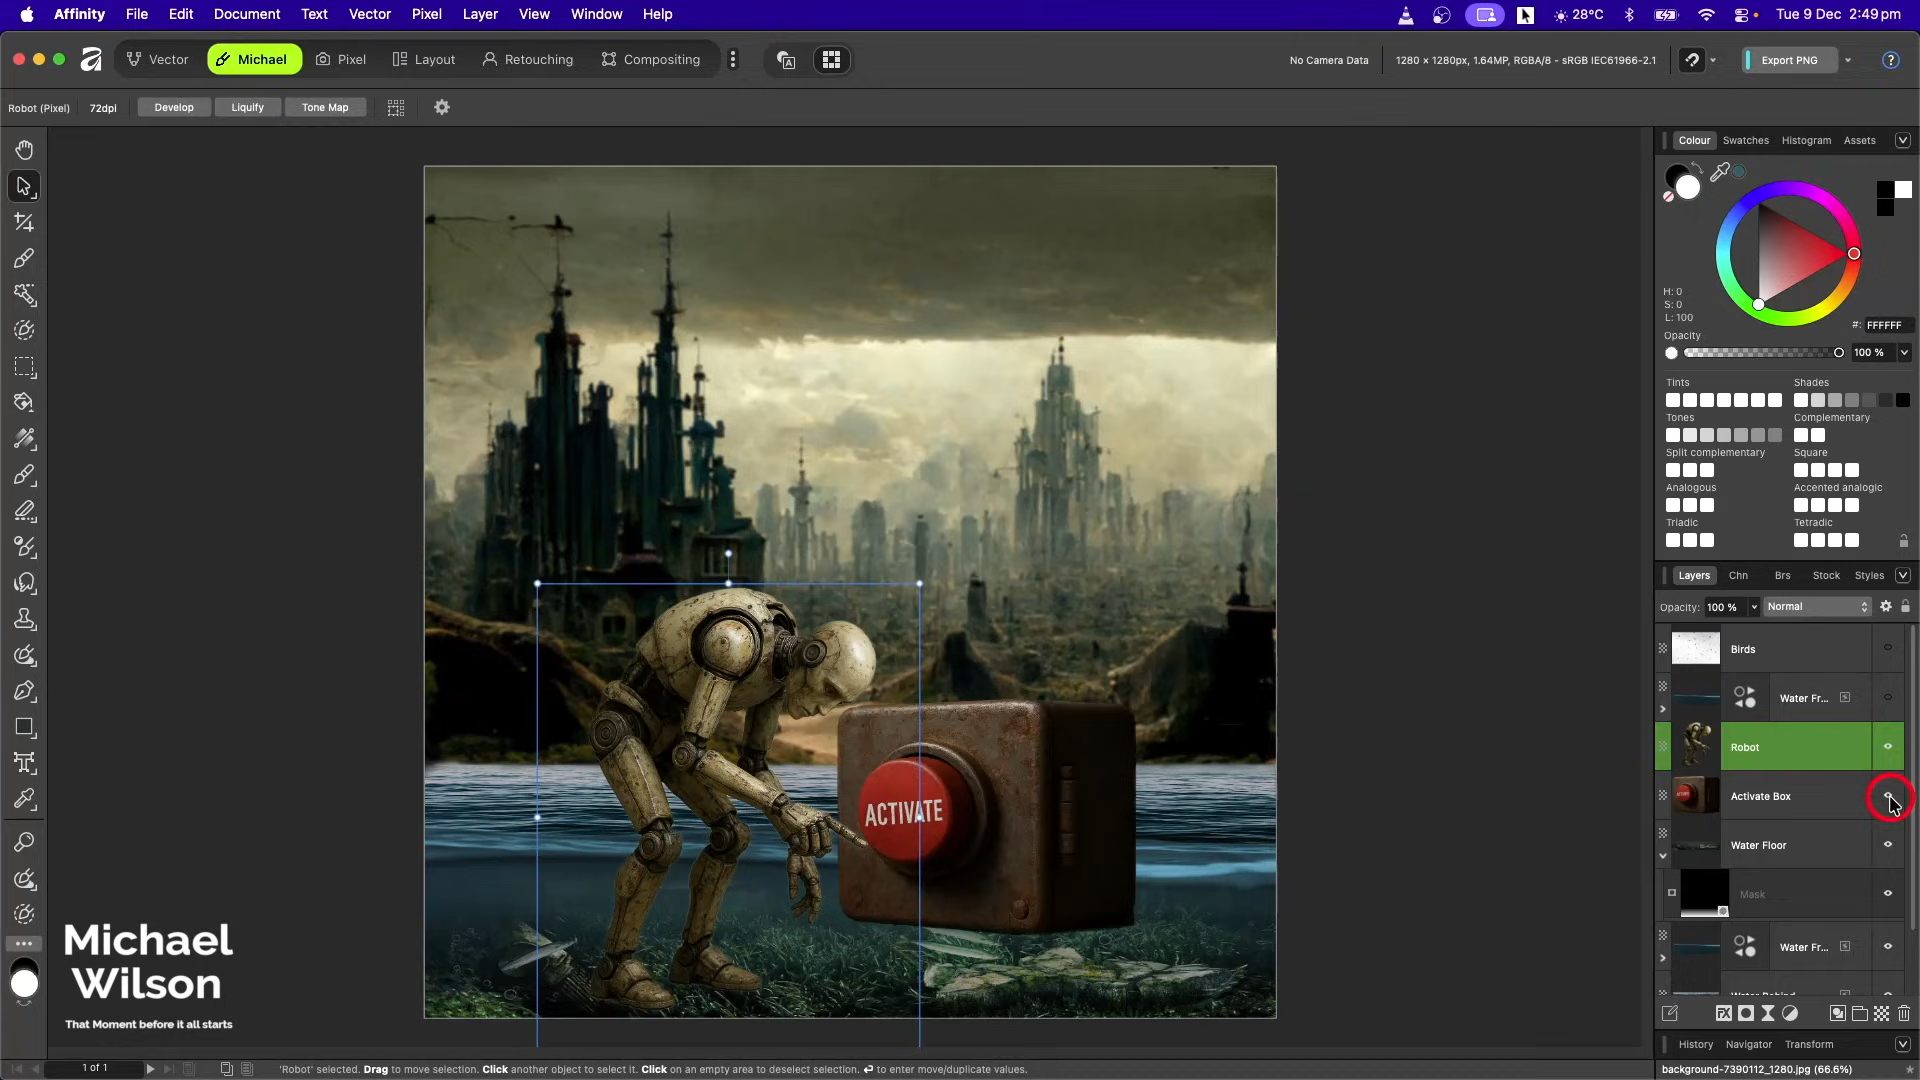 Affinity File Edit Document Text Vector Pixel Layer View Window Help 28°C Tue 9 Dec 2:49 pm
Vector Michael Pixel Layout Retouching Compositing No Camera Data 1280 × 1280px, 1.64MP, RGBA/8 - sRGB IEC61966-2.1 Export PNG ?
Robot (Pixel) 72dpi Develop Liquify Tone Map
Colour Swatches Histogram Assets
H: 0
S: 0
L: 100
#: FFFFFF
Opacity
100 %
Tints Shades
Tones Complementary
Split complementary Square
Analogous Accented analogic
Triadic Tetradic
Layers Chn Brs Stock Styles
Opacity: 100 % Normal
Birds
Water Fr...
Robot
Activate Box
Water Floor
Mask
Water Fr...
ACTIVATE
Michael
Wilson
That Moment before it all starts
FX
History Navigator Transform
1 of 1 'Robot' selected. Drag to move selection. Click another object to select it. Click on an empty area to deselect selection. ↵ to enter move/duplicate values. background-7390112_1280.jpg (66.6%)